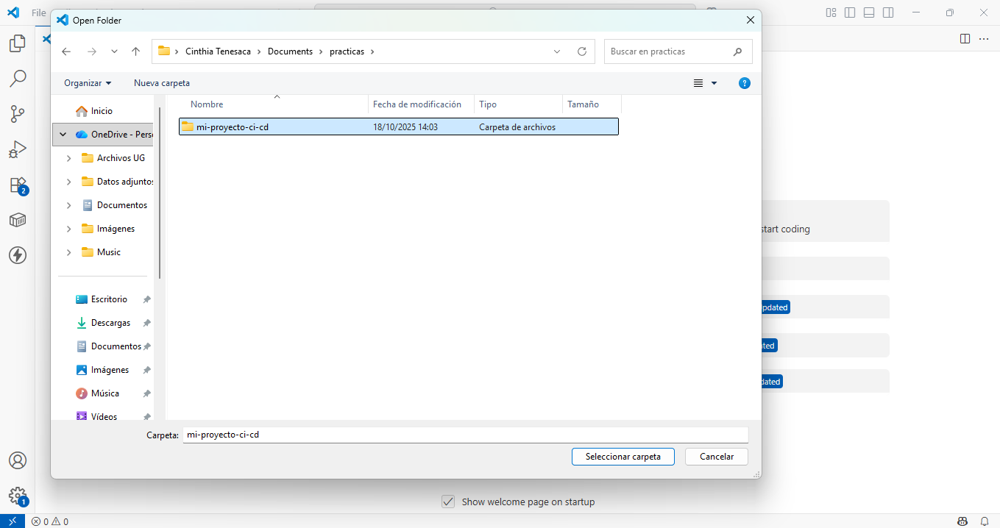 File
Open Folder
Cinthia Tenesaca > Documents > practicas >
Buscar en practicas
Organizar
Nueva carpeta
Nombre
Fecha de modificación
Tipo
Tamaño
mi-proyecto-ci-cd
18/10/2025 14:03
Carpeta de archivos
Inicio
OneDrive - Perso
Archivos UG
Datos adjuntos
Documentos
Imágenes
Music
Escritorio
Descargas
Documentos
Imágenes
Música
Vídeos
Carpeta:
mi-proyecto-ci-cd
Seleccionar carpeta
Cancelar
start coding
pdated
ated
dated
Show welcome page on startup
2
1
0
0